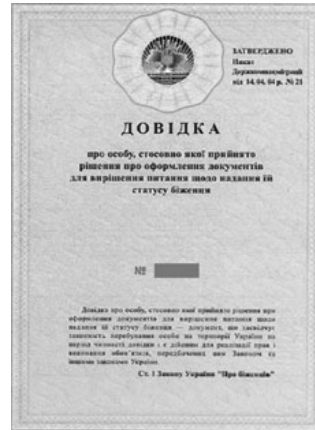 ЗАТВЕРДЖЕНО
Наказ
Держкомнацміграції
від 14. 04. 04 р. № 21
ДОВІДКА
про особу, стосовно якої прийнято
рішення про оформлення документів
для вирішення питання щодо надання їй
статусу біженця
№
Довідка про особу, стосовно якої прийнято рішення про
оформлення документів для вирішення питання щодо
надання їй статусу біженця — документ, що засвідчує
законність перебування особи на території України на
період чинності довідки і є дійсним для реалізації прав і
виконання обов'язків, передбачених цим Законом та
іншими законами України.
Ст. 1 Закону України "Про біженців"